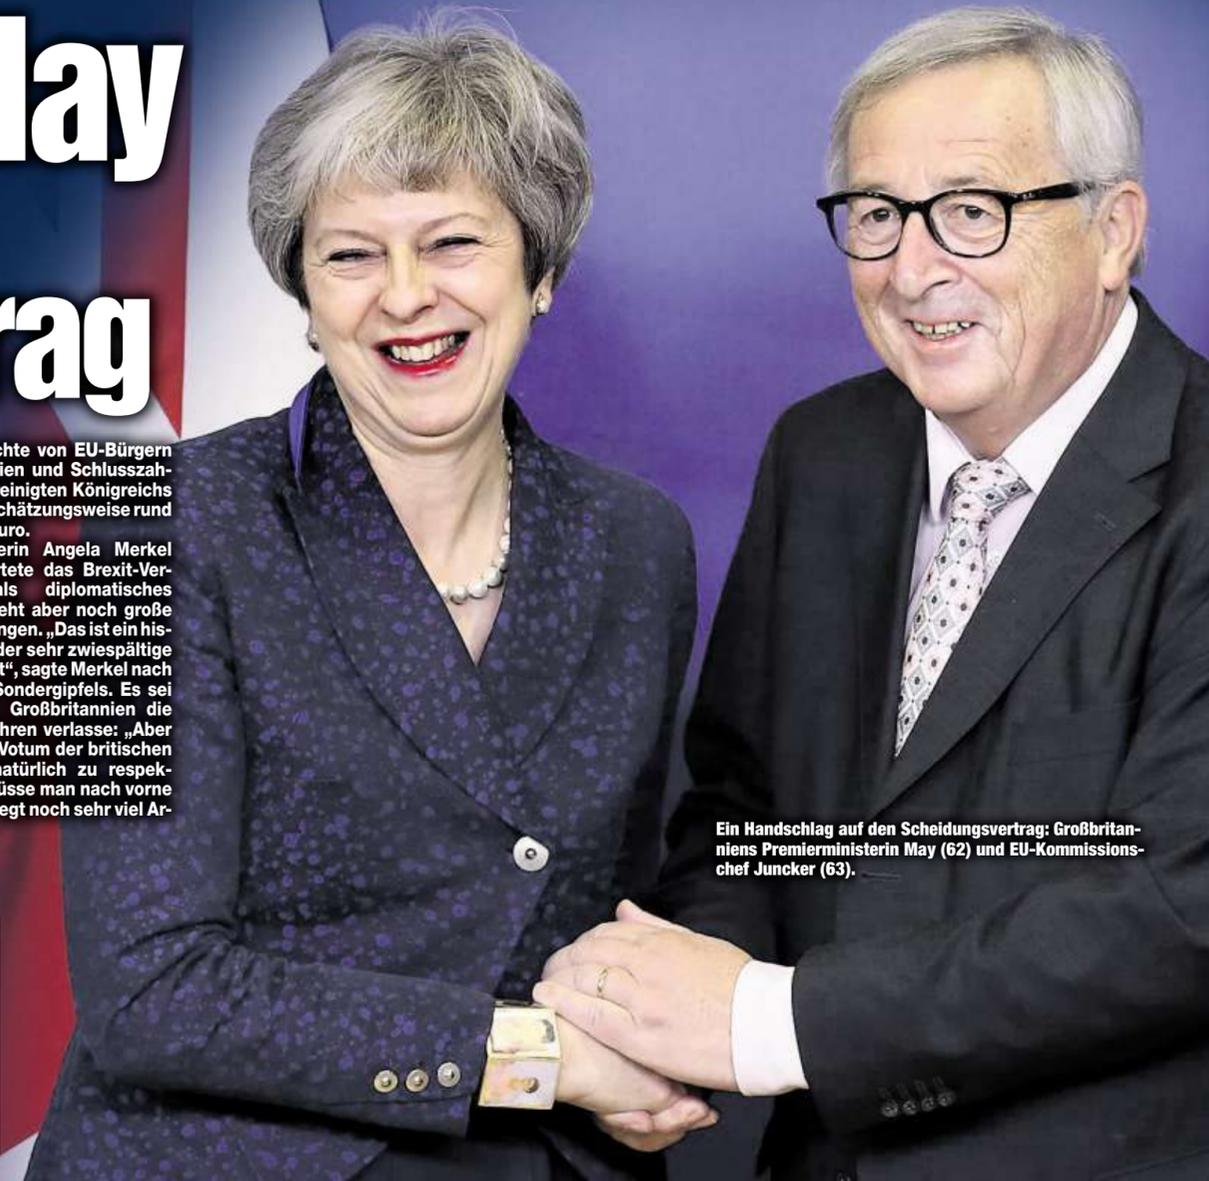 lay
rag
chte von EU-Bürgern
ien und Schlusszah-
einigten Königreichs
chätzungsweise rund
uro.
erin Angela Merkel
rtete das Brexit-Ver-
als diplomatisches
eht aber noch große
ngen. „Das ist ein his-
der sehr zwiespältige
t“, sagte Merkel nach
Sondergipfels. Es sei
Großbritannien die
hren verlasse: „Aber
Votum der britischen
natürlich zu respek-
üsse man nach vorne
egt noch sehr viel Ar-
Ein Handschlag auf den Scheidungsvertrag: Großbritan-
niens Premierministerin May (62) und EU-Kommissions-
chef Juncker (63).